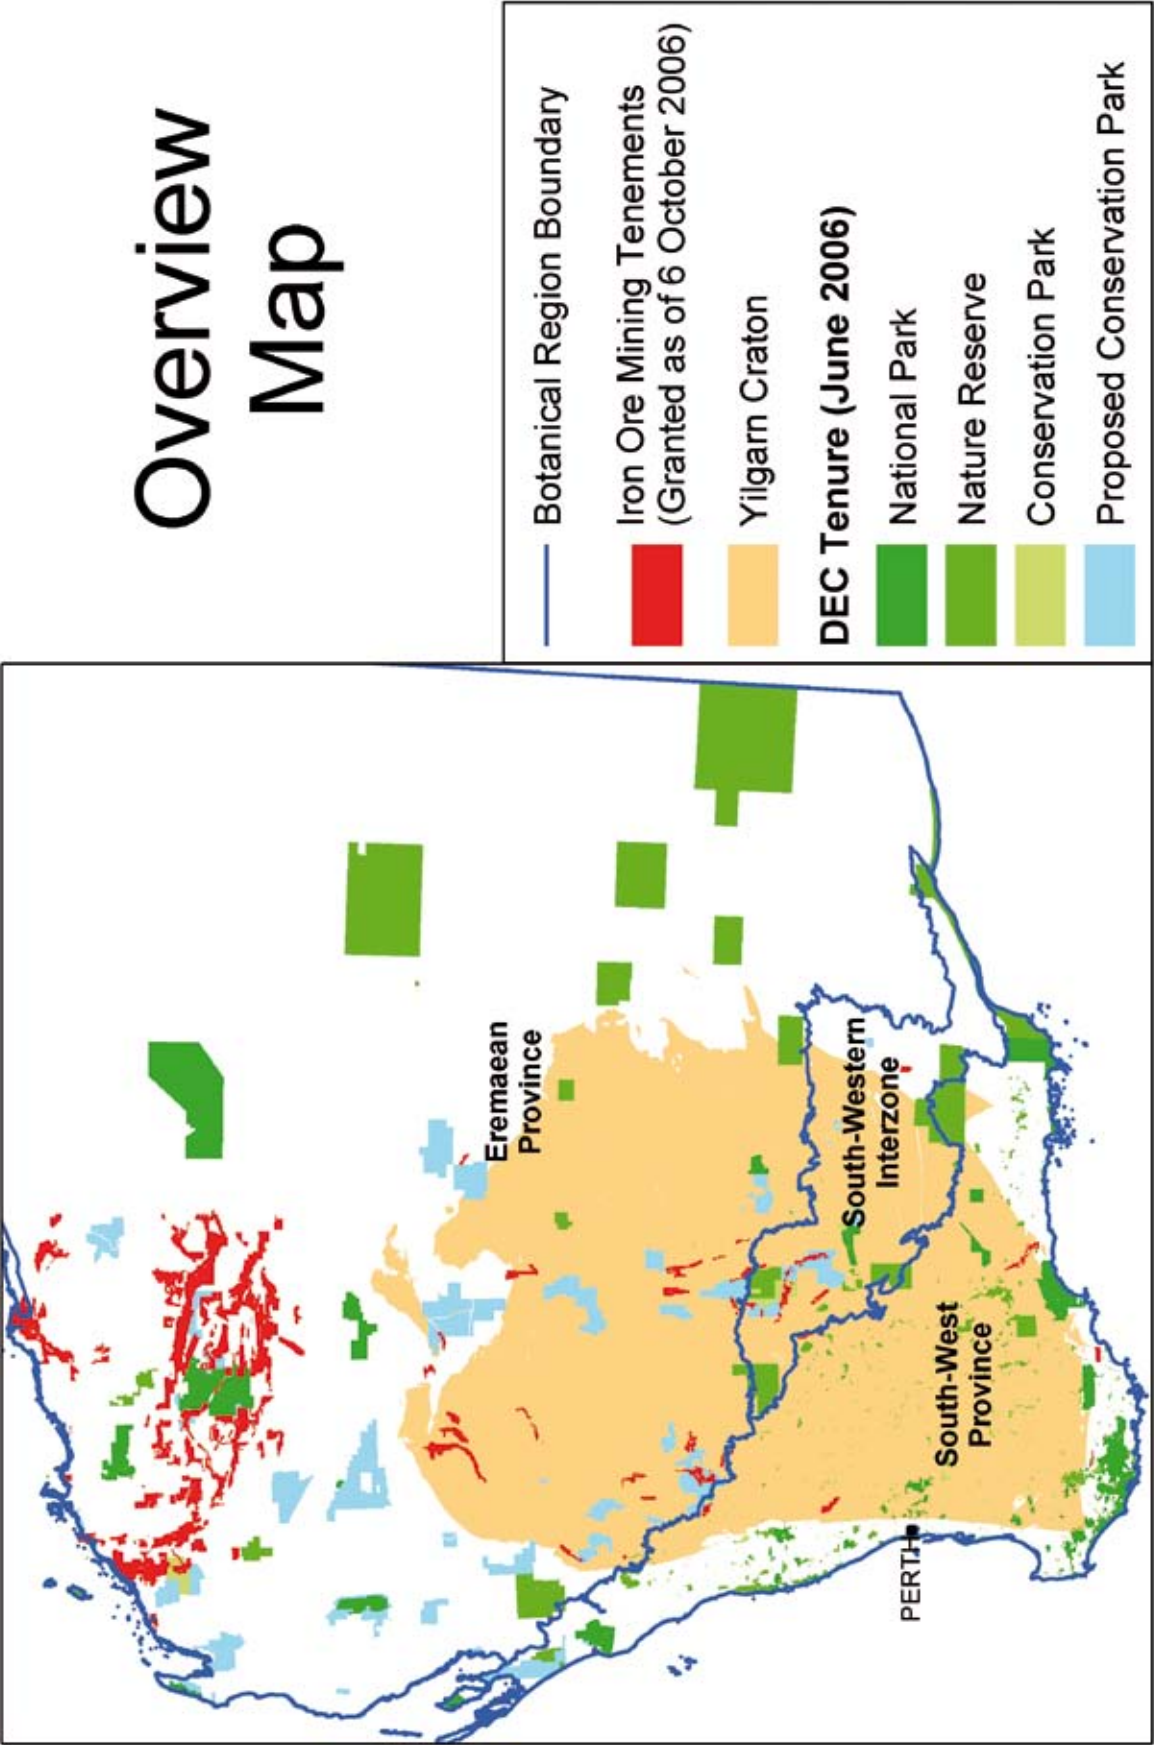 Overview
Map
Botanical Region Boundary
Iron Ore Mining Tenements
(Granted as of 6 October 2006)
Yilgarn Craton
DEC Tenure (June 2006)
National Park
Nature Reserve
Conservation Park
Proposed Conservation Park
Eremaean
Province
South-Western
Interzone
South-West
Province
PERTH